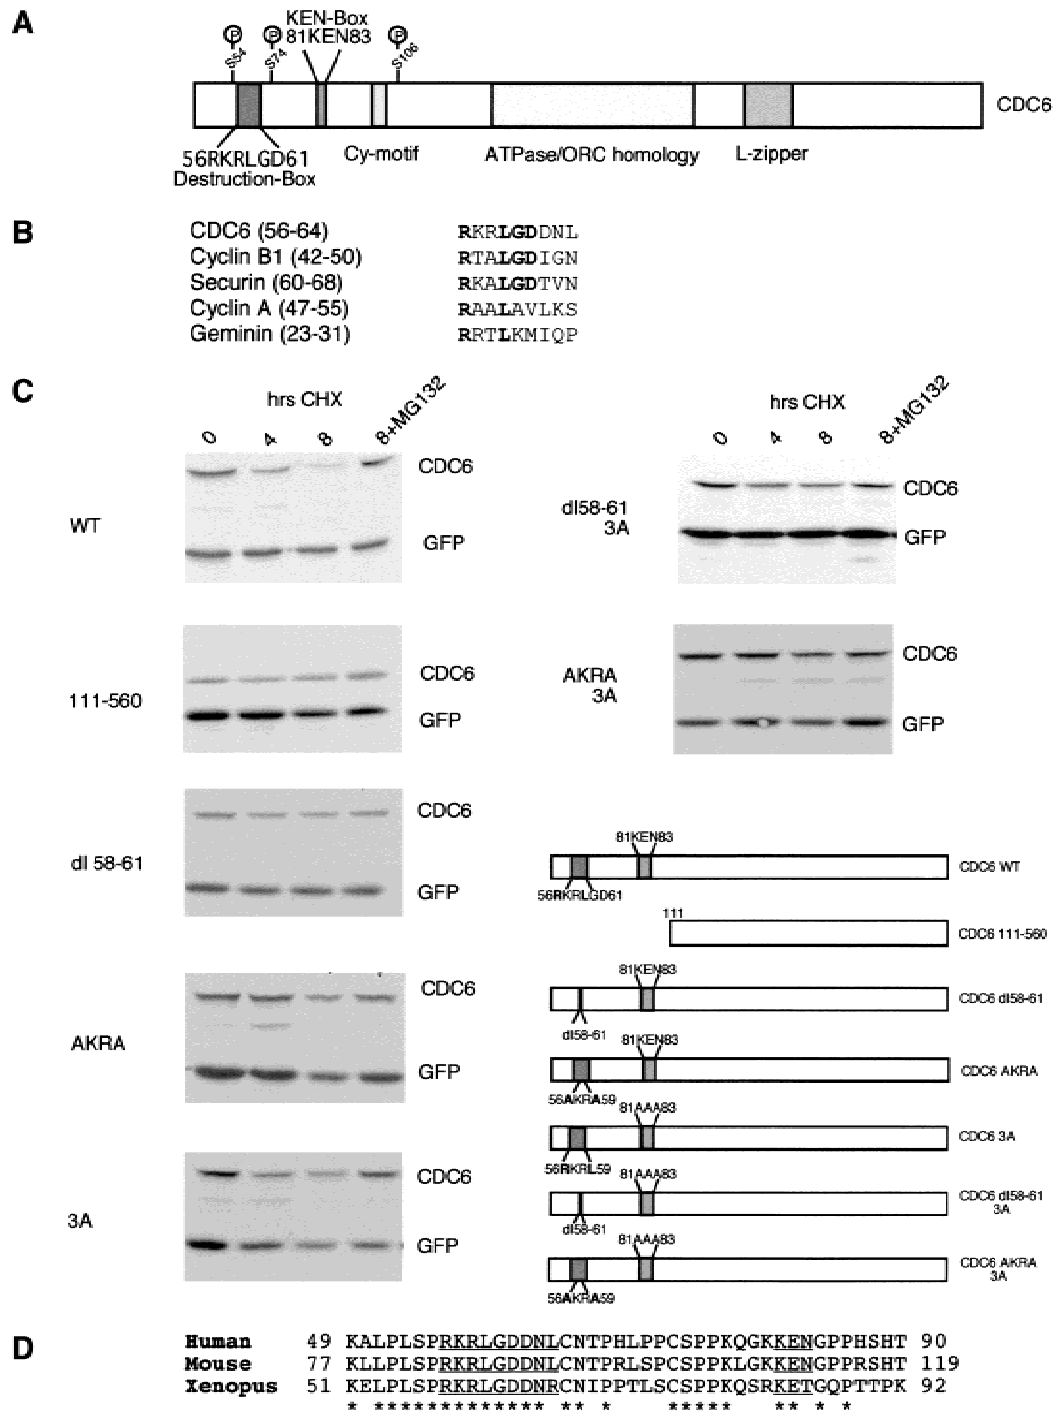 A
KEN-Box
81KEN83
P P P
S54 S74 S106
CDC6
56RKRLGD61
Destruction-Box
Cy-motif
ATPase/ORC homology
L-zipper
B
CDC6 (56-64) RKRLGDDNL
Cyclin B1 (42-50) RTALGDIGN
Securin (60-68) RKALGDTVN
Cyclin A (47-55) RAALAVLKS
Geminin (23-31) RRTLKMIQP
C
hrs CHX
0 4 8 8+MG132
WT
CDC6
GFP
111-560
CDC6
GFP
dl 58-61
CDC6
GFP
AKRA
CDC6
GFP
3A
CDC6
GFP
hrs CHX
0 4 8 8+MG132
dl58-61
3A
CDC6
GFP
AKRA
3A
CDC6
GFP
81KEN83
CDC6 WT
56RKRLGD61
111
CDC6 111-560
81KEN83
CDC6 dl58-61
dl58-61
81KEN83
CDC6 AKRA
56AKRA59
81AAA83
CDC6 3A
56RKRL59
81AAA83
CDC6 dl58-61
3A
dl58-61
81AAA83
CDC6 AKRA
3A
56AKRA59
D
Human 49 KALPLSPRKRLGDDNLCNTPHLPPCSPPKQGKKENGPPHSHT 90
Mouse 77 KLLPLSPRKRLGDDNLCNTPRLSPCSPPKLGKKENGPPRSHT 119
Xenopus 51 KELPLSPRKRLGDDNRCNIPPTLSCSPPKQSRKETGQPTTPK 92
* * * * * * * * * * * * * * * * * * * * * * * * * *